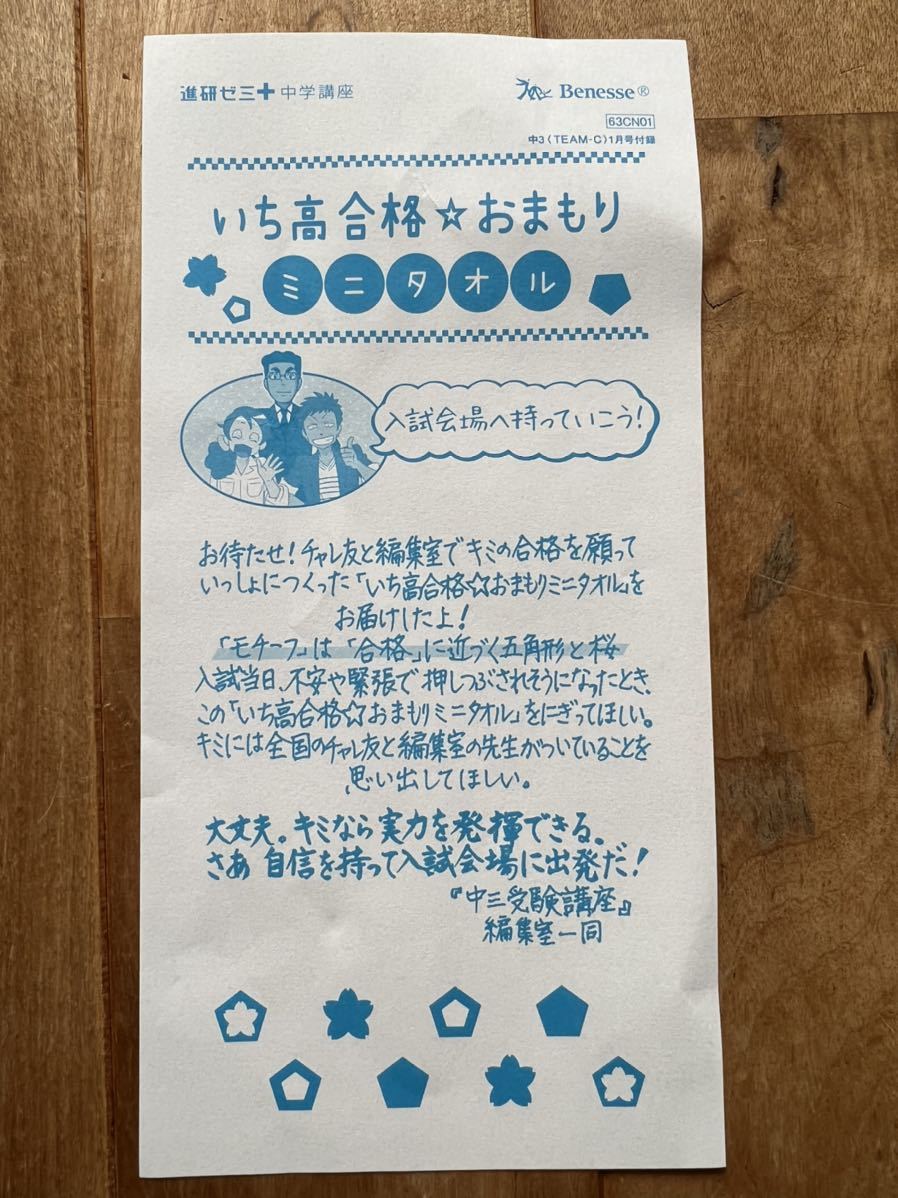 進研ゼミ+ 中学講座
Benesse®
63CN01
中3〈TEAM-C〉1月号付録
いち高合格☆おまもり
ミニタオル
入試会場へ持っていこう!
お待たせ!チャレ友と編集室でキミの合格を願って
いっしょにつくった「いち高合格☆おまもりミニタオル」を
お届けしたよ!
「モチーフ」は「合格」に近づく五角形と桜
入試当日、不安や緊張で押しつぶされそうになったとき、
この「いち高合格☆おまもりミニタオル」をにぎってほしい。
キミには全国のチャレ友と編集室の先生がついていることを
思い出してほしい。
大丈夫。キミなら実力を発揮できる。
さあ 自信を持って入試会場に出発だ!
『中三受験講座』
編集室一同